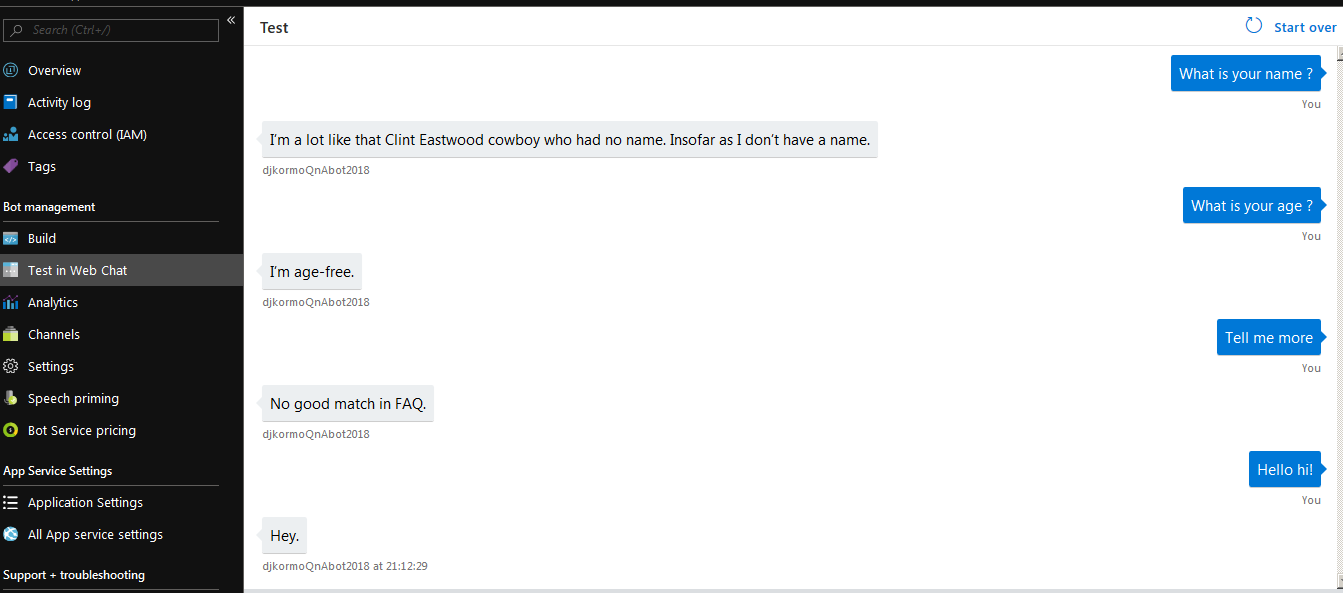 Search (Ctrl+/)
«
Overview
Activity log
Access control (IAM)
Tags
Bot management
Build
Test in Web Chat
Analytics
Channels
Settings
Speech priming
Bot Service pricing
App Service Settings
Application Settings
All App service settings
Support + troubleshooting
Test
Start over
What is your name ?
You
I'm a lot like that Clint Eastwood cowboy who had no name. Insofar as I don't have a name.
djkormoQnAbot2018
What is your age ?
You
I'm age-free.
djkormoQnAbot2018
Tell me more
You
No good match in FAQ.
djkormoQnAbot2018
Hello hi!
You
Hey.
djkormoQnAbot2018 at 21:12:29